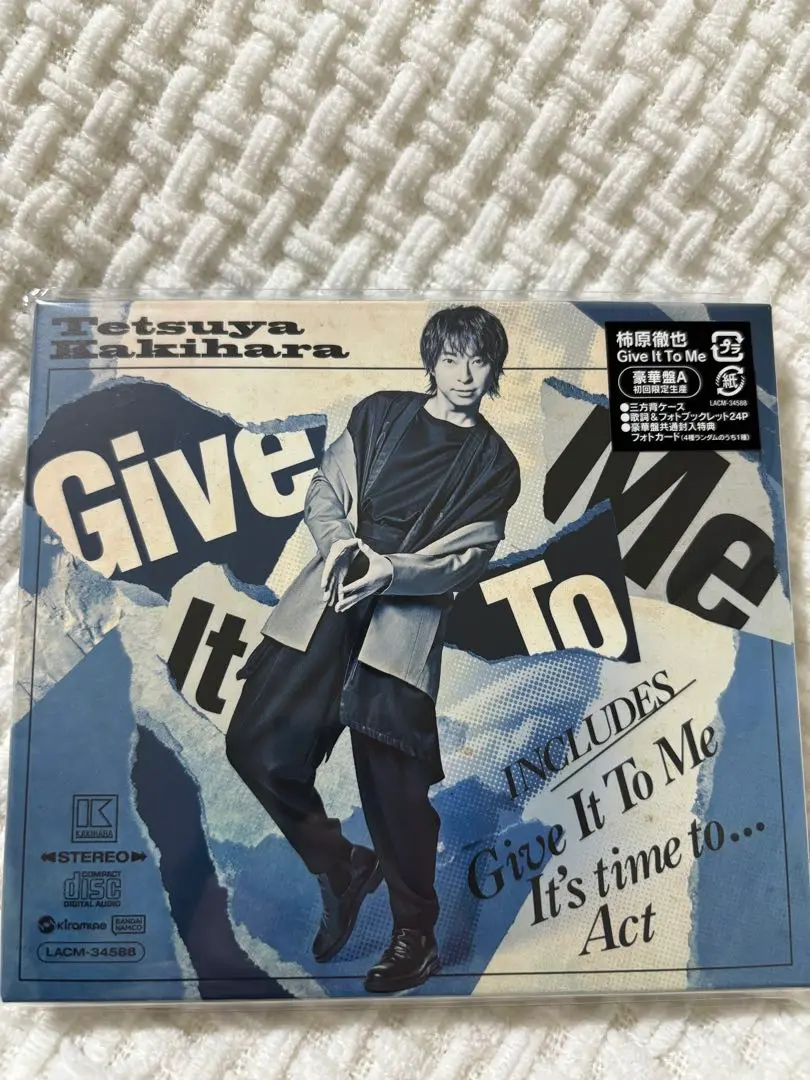 Tetsuya
Kakihara
柿原徹也
Give It To Me
豪華盤A
初回限定生産
●三方背ケース
●歌詞&フォトブックレット24P
●豪華盤共通封入特典
フォトカード(4種ランダムのうち1種)
プラ
紙
LACM-34588
Give
It
To
Me
INCLUDES
Give It To Me
It's time to...
Act
K
KAKIHARA
STEREO
COMPACT
disc
DIGITAL AUDIO
Kiramune
BANDAI
NAMCO
LACM-34588